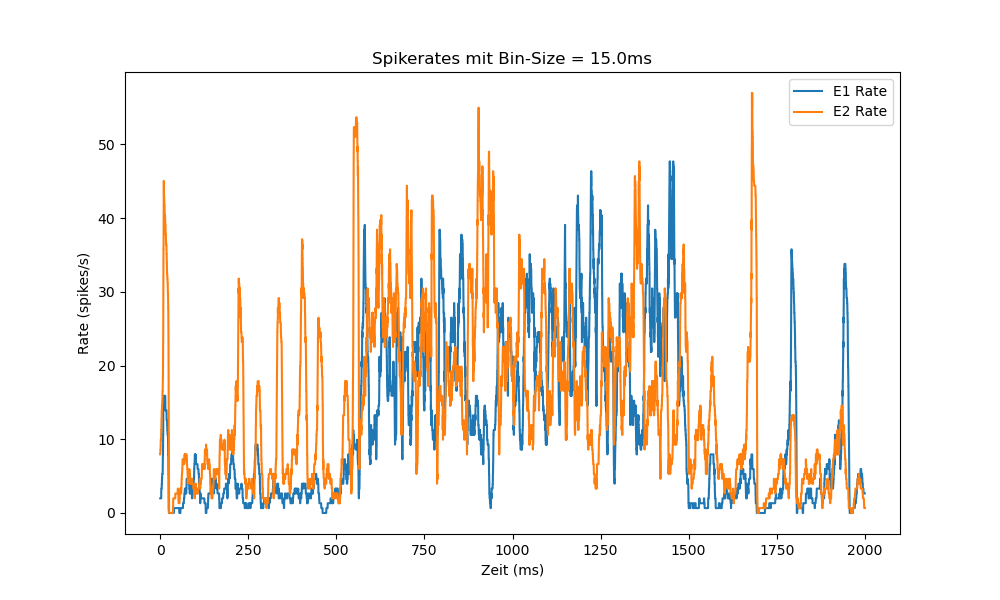 Spikerates mit Bin-Size = 15.0ms
E1 Rate
E2 Rate
Rate (spikes/s)
50
40
30
20
10
0
0 250 500 750 1000 1250 1500 1750 2000
Zeit (ms)